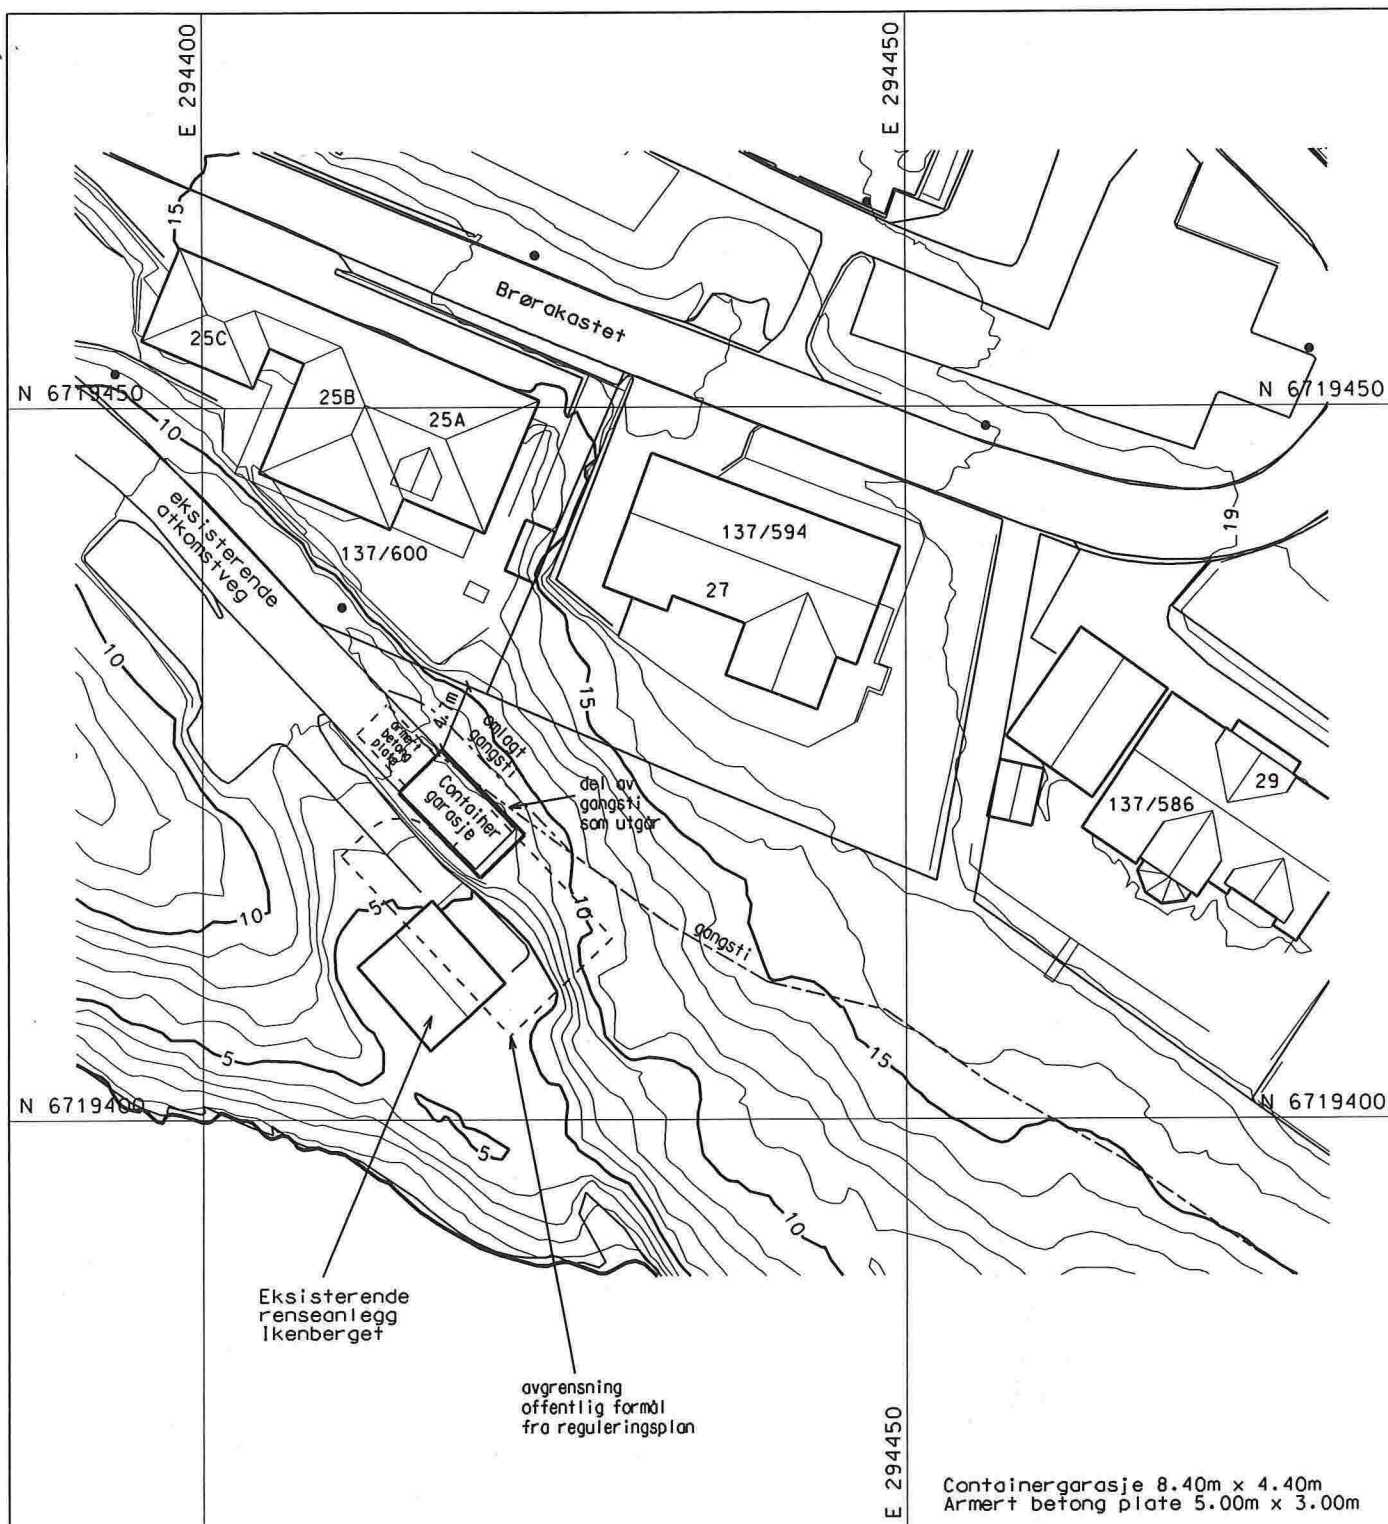 E 294400
E 294450
15
Brørakastet
25C
25B
25A
N 6719450
N 6719450
10
eksisterende
atkomstveg
137/600
137/594
27
19
10
15
4.1m
omlagt
gangsti
armert
betong
plate
Container
garasje
del av
gangsti
som utgår
29
137/586
10
5
10
gangsti
5
15
N 6719400
N 6719400
5
10
Eksisterende
renseanlegg
Ikenberget
avgrensning
offentlig formål
fra reguleringsplan
E 294450
Containergarasje 8.40m x 4.40m
Armert betong plate 5.00m x 3.00m